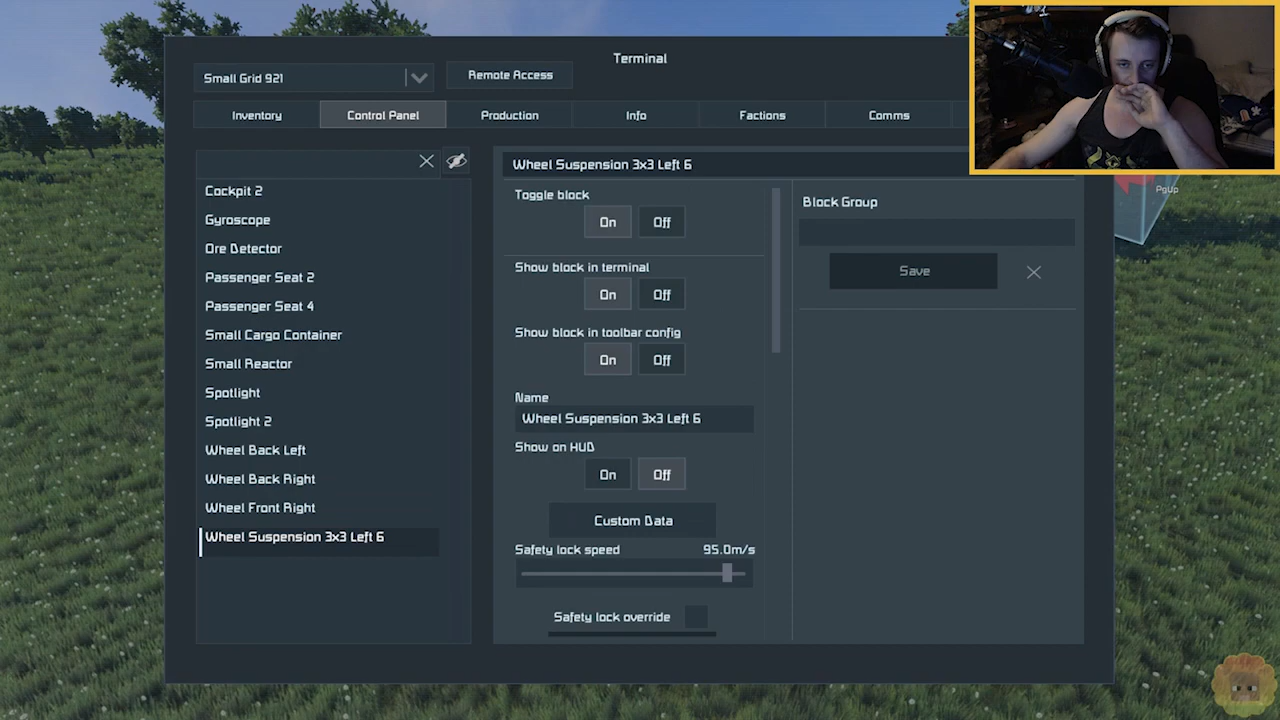 Terminal
Small Grid 921
Remote Access
Inventory
Control Panel
Production
Info
Factions
Comms
Cockpit 2
Gyroscope
Ore Detector
Passenger Seat 2
Passenger Seat 4
Small Cargo Container
Small Reactor
Spotlight
Spotlight 2
Wheel Back Left
Wheel Back Right
Wheel Front Right
Wheel Suspension 3x3 Left 6
Wheel Suspension 3x3 Left 6
Toggle block
On Off
Show block in terminal
On Off
Show block in toolbar config
On Off
Name
Wheel Suspension 3x3 Left 6
Show on HUD
On Off
Custom Data
Safety lock speed 95.0m/s
Safety lock override
Block Group
Save
PgUp